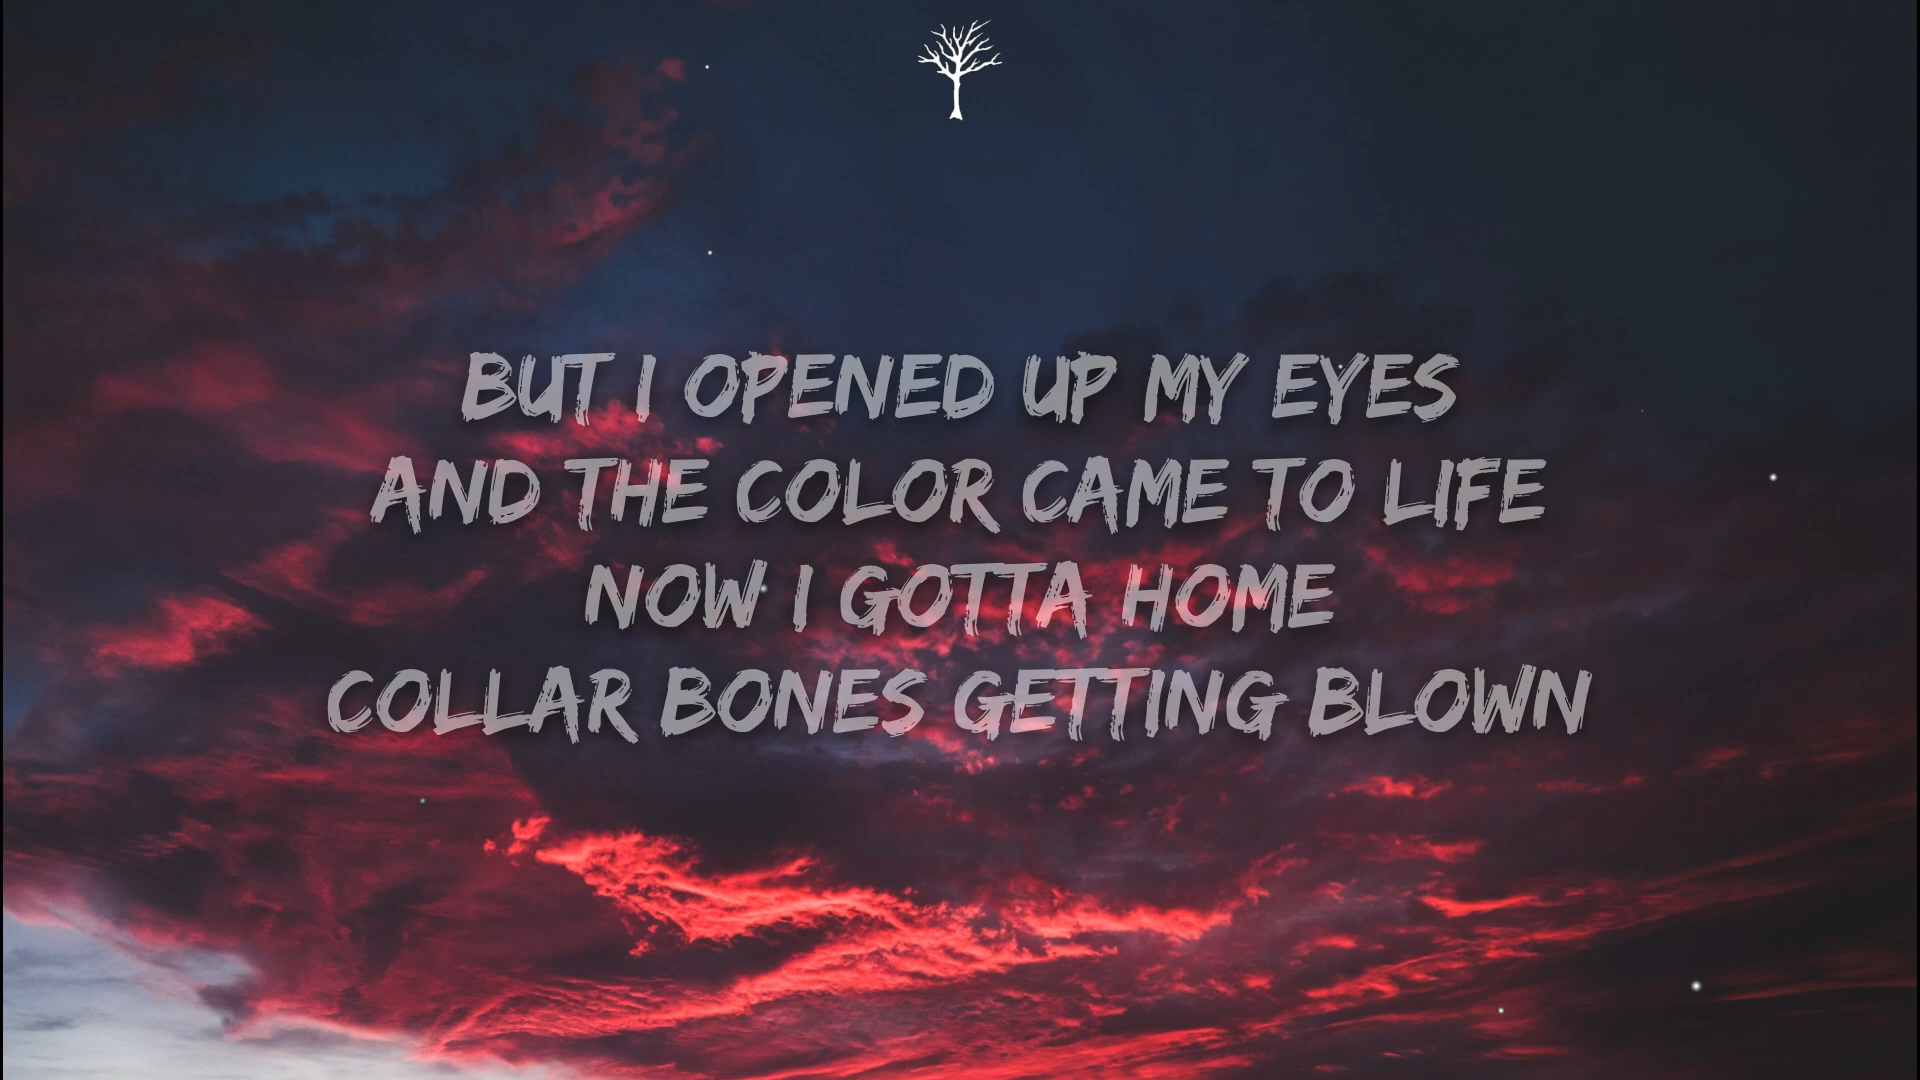 BUT I OPENED UP MY EYES
AND THE COLOR CAME TO LIFE
NOW I GOTTA HOME
COLLAR BONES GETTING BLOWN